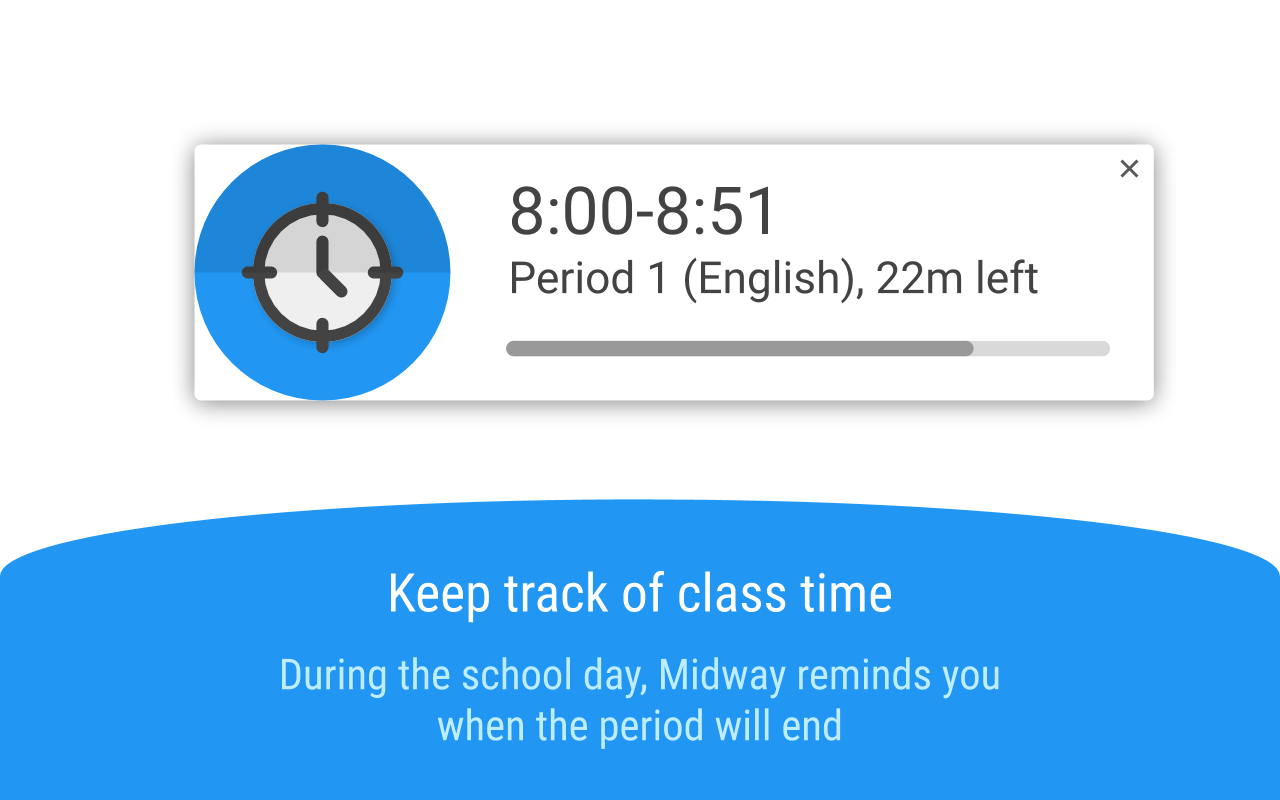 8:00-8:51
Period 1 (English), 22m left
Keep track of class time
During the school day, Midway reminds you
when the period will end